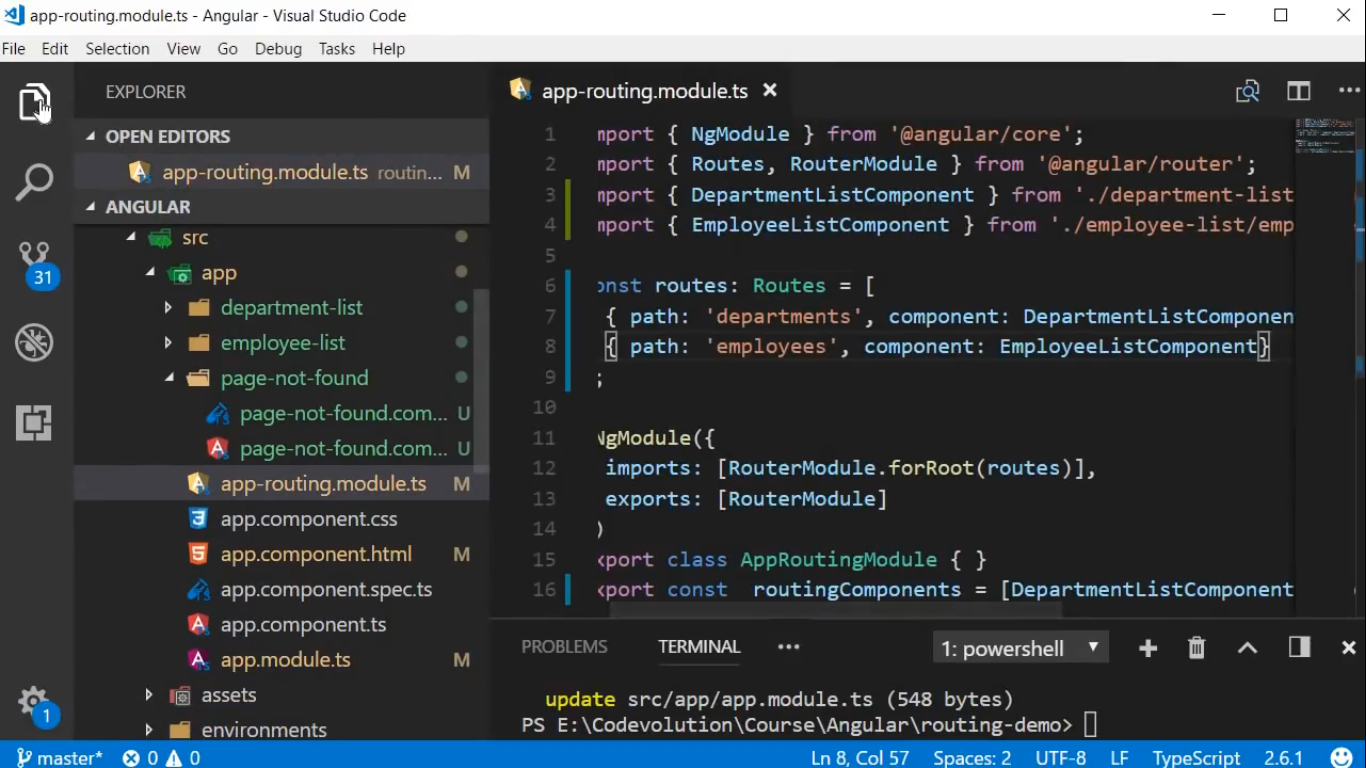 app-routing.module.ts - Angular - Visual Studio Code
File Edit Selection View Go Debug Tasks Help
EXPLORER
OPEN EDITORS
app-routing.module.ts routin... M
ANGULAR
src
app
department-list
employee-list
page-not-found
page-not-found.com... U
page-not-found.com... U
app-routing.module.ts M
app.component.css
app.component.html M
app.component.spec.ts
app.component.ts
app.module.ts M
assets
environments
31
1
app-routing.module.ts
1 mport { NgModule } from '@angular/core';
2 mport { Routes, RouterModule } from '@angular/router';
3 mport { DepartmentListComponent } from './department-list
4 mport { EmployeeListComponent } from './employee-list/emp
5
6 onst routes: Routes = [
7 { path: 'departments', component: DepartmentListComponen
8 { path: 'employees', component: EmployeeListComponent}
9 ;
10
11 NgModule({
12 imports: [RouterModule.forRoot(routes)],
13 exports: [RouterModule]
14 )
15 xport class AppRoutingModule { }
16 xport const routingComponents = [DepartmentListComponent
PROBLEMS TERMINAL ... 1: powershell
update src/app/app.module.ts (548 bytes)
PS E:\Codevolution\Course\Angular\routing-demo>
master* 0 0 Ln 8, Col 57 Spaces: 2 UTF-8 LF TypeScript 2.6.1